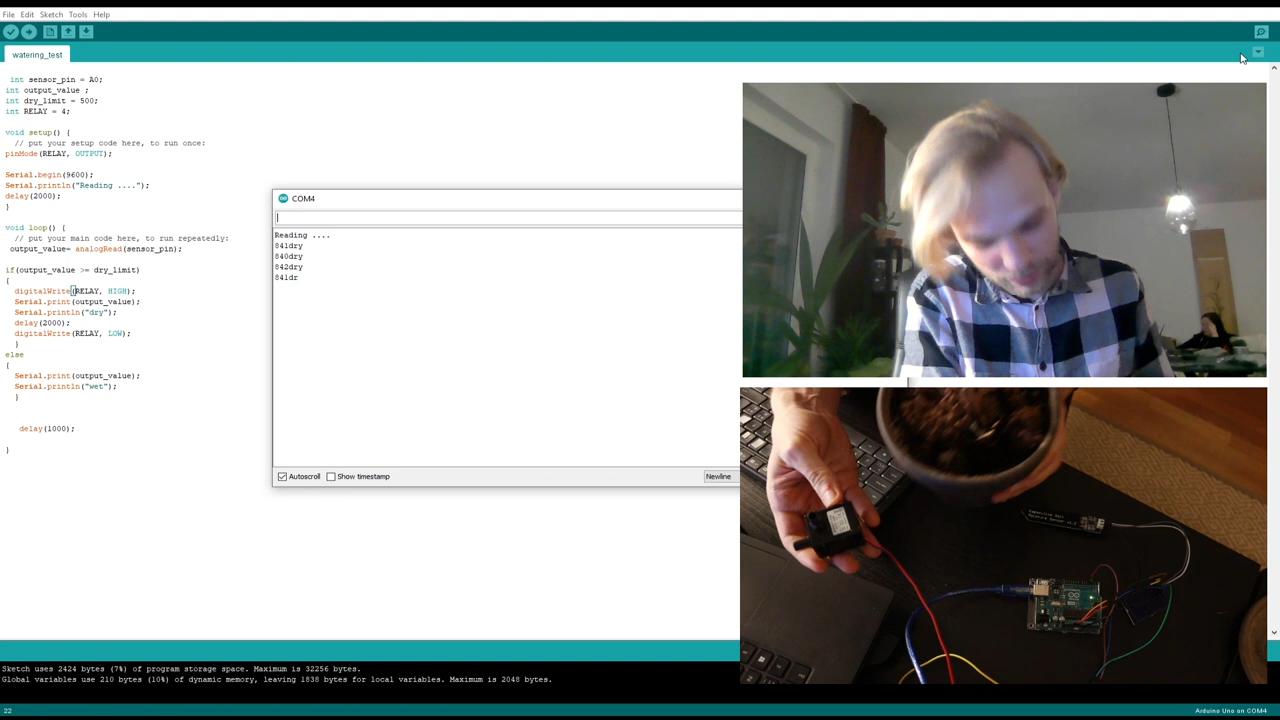 File Edit Sketch Tools Help
watering_test
int sensor_pin = A0;
int output_value ;
int dry_limit = 500;
int RELAY = 4;
void setup() {
// put your setup code here, to run once:
pinMode(RELAY, OUTPUT);
Serial.begin(9600);
Serial.println("Reading ....");
delay(2000);
}
void loop() {
// put your main code here, to run repeatedly:
output_value= analogRead(sensor_pin);
if(output_value >= dry_limit)
{
digitalWrite(RELAY, HIGH);
Serial.print(output_value);
Serial.println("dry");
delay(2000);
digitalWrite(RELAY, LOW);
}
else
{
Serial.print(output_value);
Serial.println("wet");
}
delay(1000);
}
COM4
Reading ....
841dry
840dry
842dry
841dr
Autoscroll Show timestamp Newline
Capacitive Soil
Moisture Sensor v1.2
Sketch uses 2424 bytes (7%) of program storage space. Maximum is 32256 bytes.
Global variables use 210 bytes (10%) of dynamic memory, leaving 1838 bytes for local variables. Maximum is 2048 bytes.
22
Arduino Uno on COM4